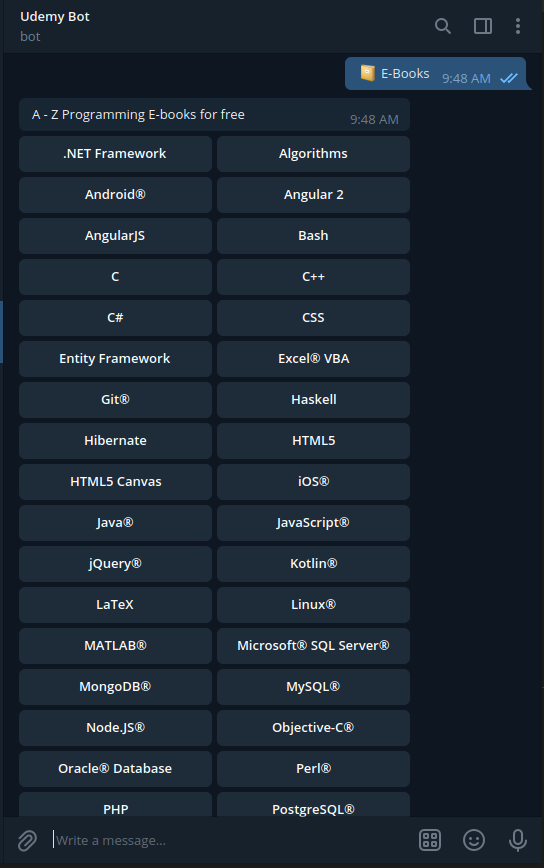 Udemy Bot
bot
E-Books 9:48 AM
A - Z Programming E-books for free 9:48 AM
.NET Framework Algorithms
Android® Angular 2
AngularJS Bash
C C++
C# CSS
Entity Framework Excel® VBA
Git® Haskell
Hibernate HTML5
HTML5 Canvas iOS®
Java® JavaScript®
jQuery® Kotlin®
LaTeX Linux®
MATLAB® Microsoft® SQL Server®
MongoDB® MySQL®
Node.JS® Objective-C®
Oracle® Database Perl®
PHP PostgreSQL®
Write a message...